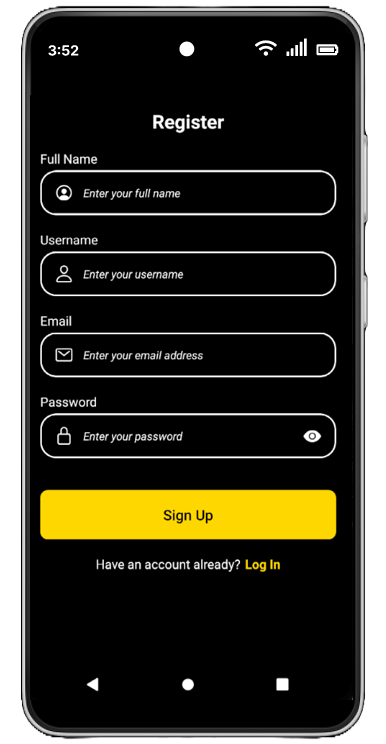 3:52
Register
Full Name
Enter your full name
Username
Enter your username
Email
Enter your email address
Password
Enter your password
Sign Up
Have an account already? Log In